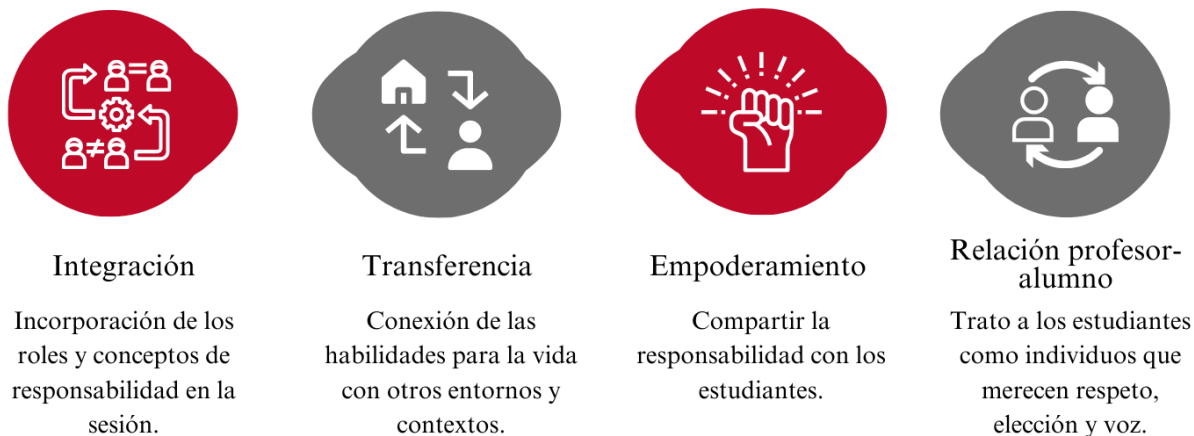 Integración
Incorporación de los
roles y conceptos de
responsabilidad en la
sesión.
Transferencia
Conexión de las
habilidades para la vida
con otros entornos y
contextos.
Empoderamiento
Compartir la
responsabilidad con los
estudiantes.
Relación profesor-
alumno
Trato a los estudiantes
como individuos que
merecen respeto,
elección y voz.